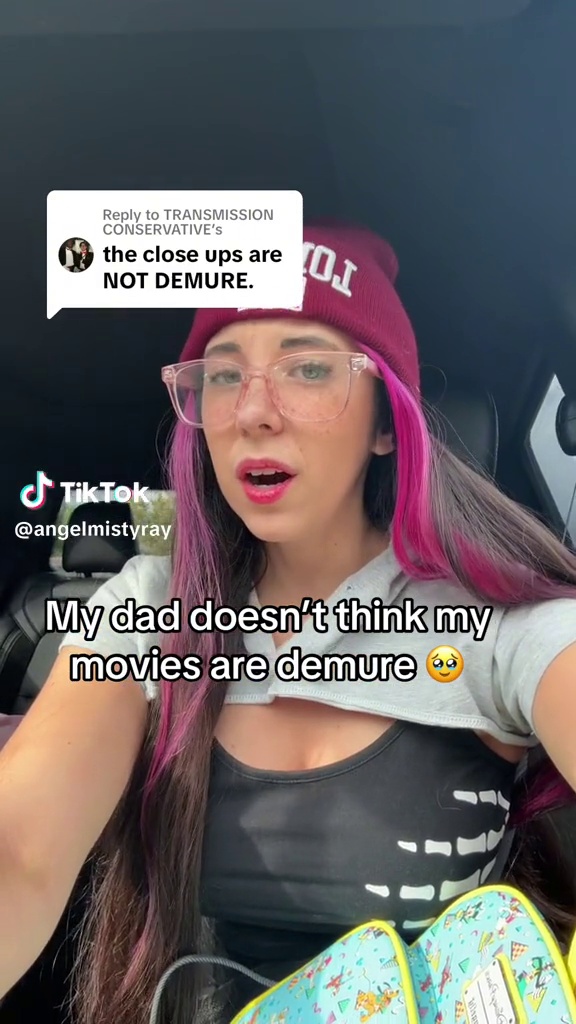 Reply to TRANSMISSION
CONSERVATIVE's
the close ups are
NOT DEMURE.
TikTok
@angelmistyray
My dad doesn't think my
movies are demure 🥹